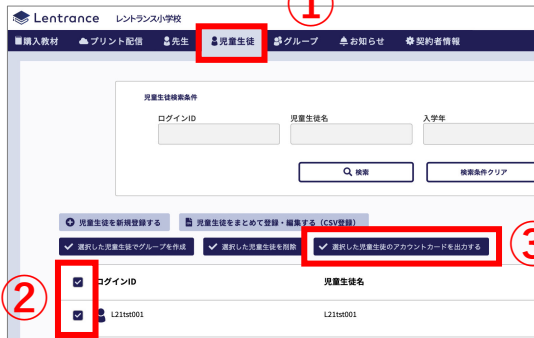 ①
Lentrance レントランス小学校
購入教材 プリント配信 先生 児童生徒 グループ お知らせ 契約者情報
児童生徒検索条件
ログインID 児童生徒名 入学年
検索 検索条件クリア
児童生徒を新規登録する 児童生徒をまとめて登録・編集する（CSV登録）
選択した児童生徒でグループを作成 選択した児童生徒を削除 選択した児童生徒のアカウントカードを出力する
③
②
ログインID 児童生徒名
L21tst001 L21tst001